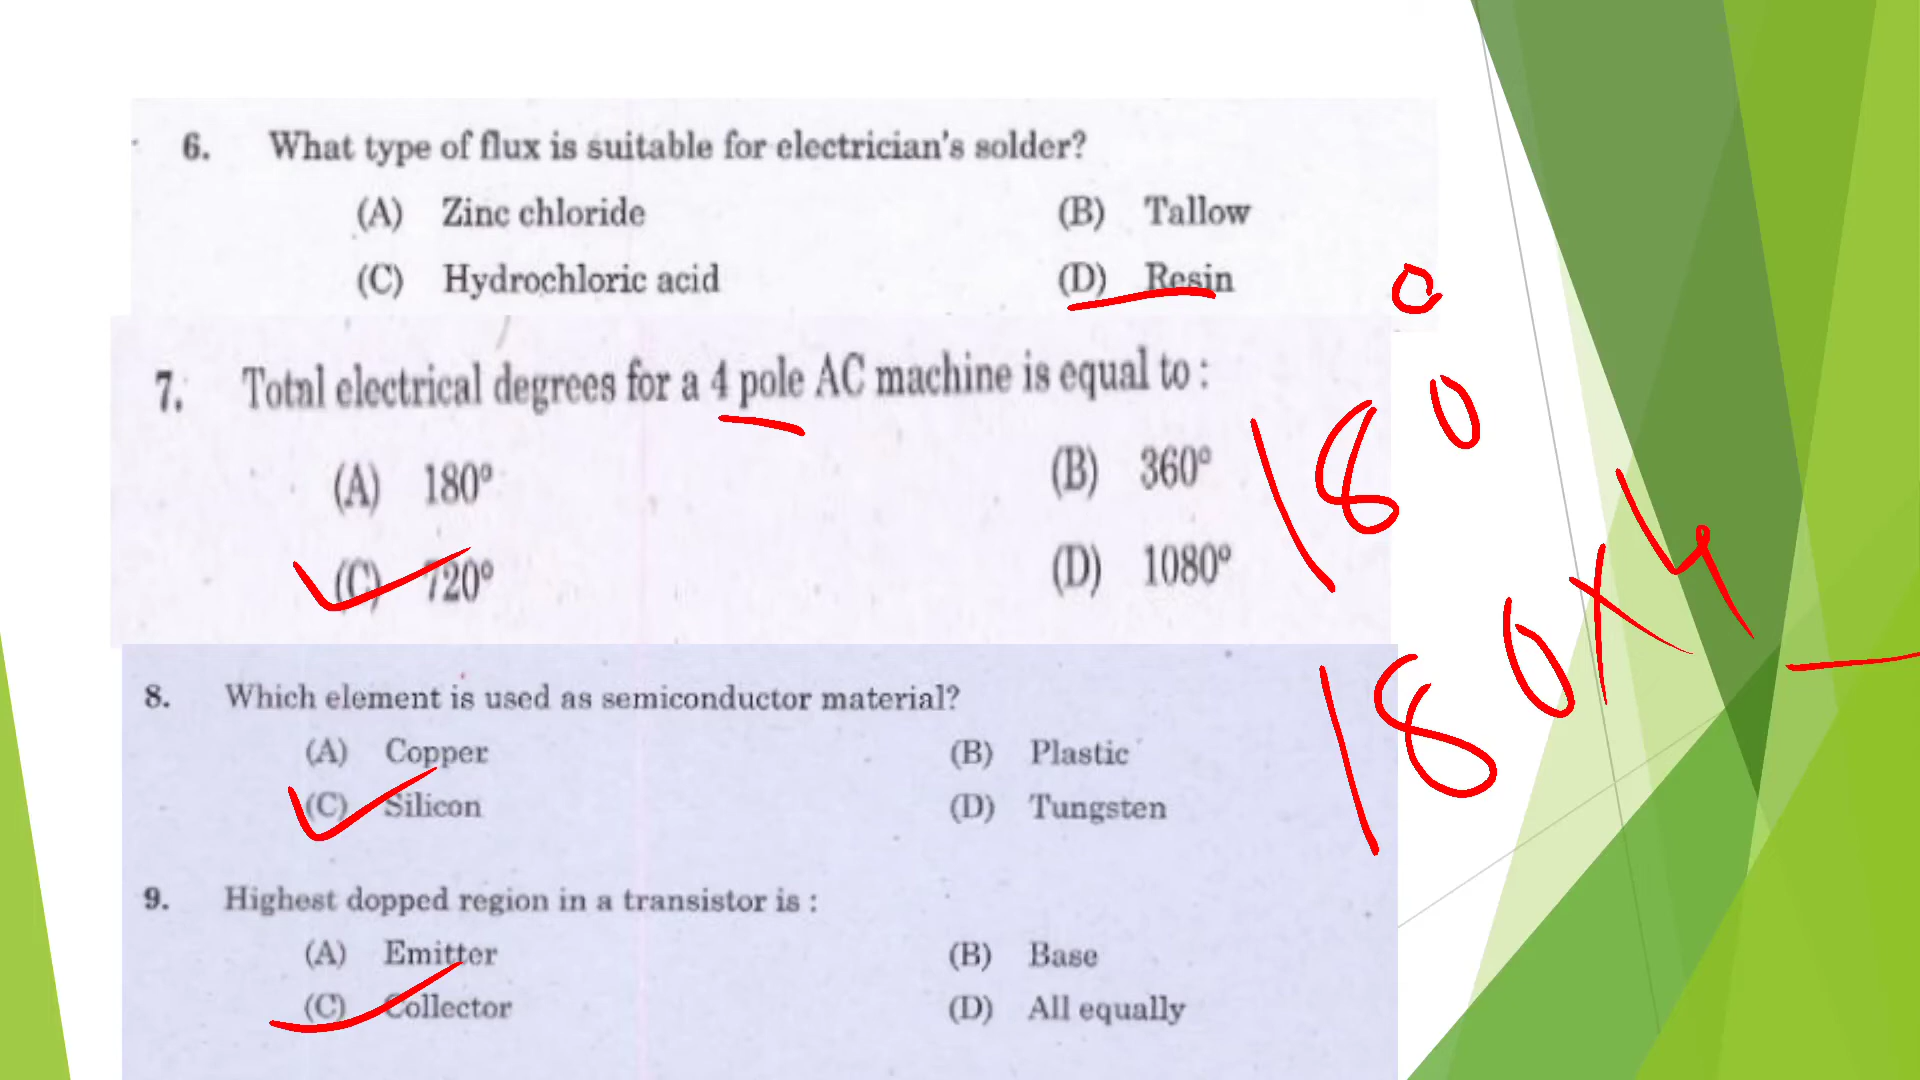 6. What type of flux is suitable for electrician's solder?
(A) Zinc chloride (B) Tallow
(C) Hydrochloric acid (D) Resin
7. Total electrical degrees for a 4 pole AC machine is equal to :
(A) 180° (B) 360°
(C) 720° (D) 1080°
180°
180x4
8. Which element is used as semiconductor material?
(A) Copper (B) Plastic
(C) Silicon (D) Tungsten
9. Highest dopped region in a transistor is :
(A) Emitter (B) Base
(C) Collector (D) All equally